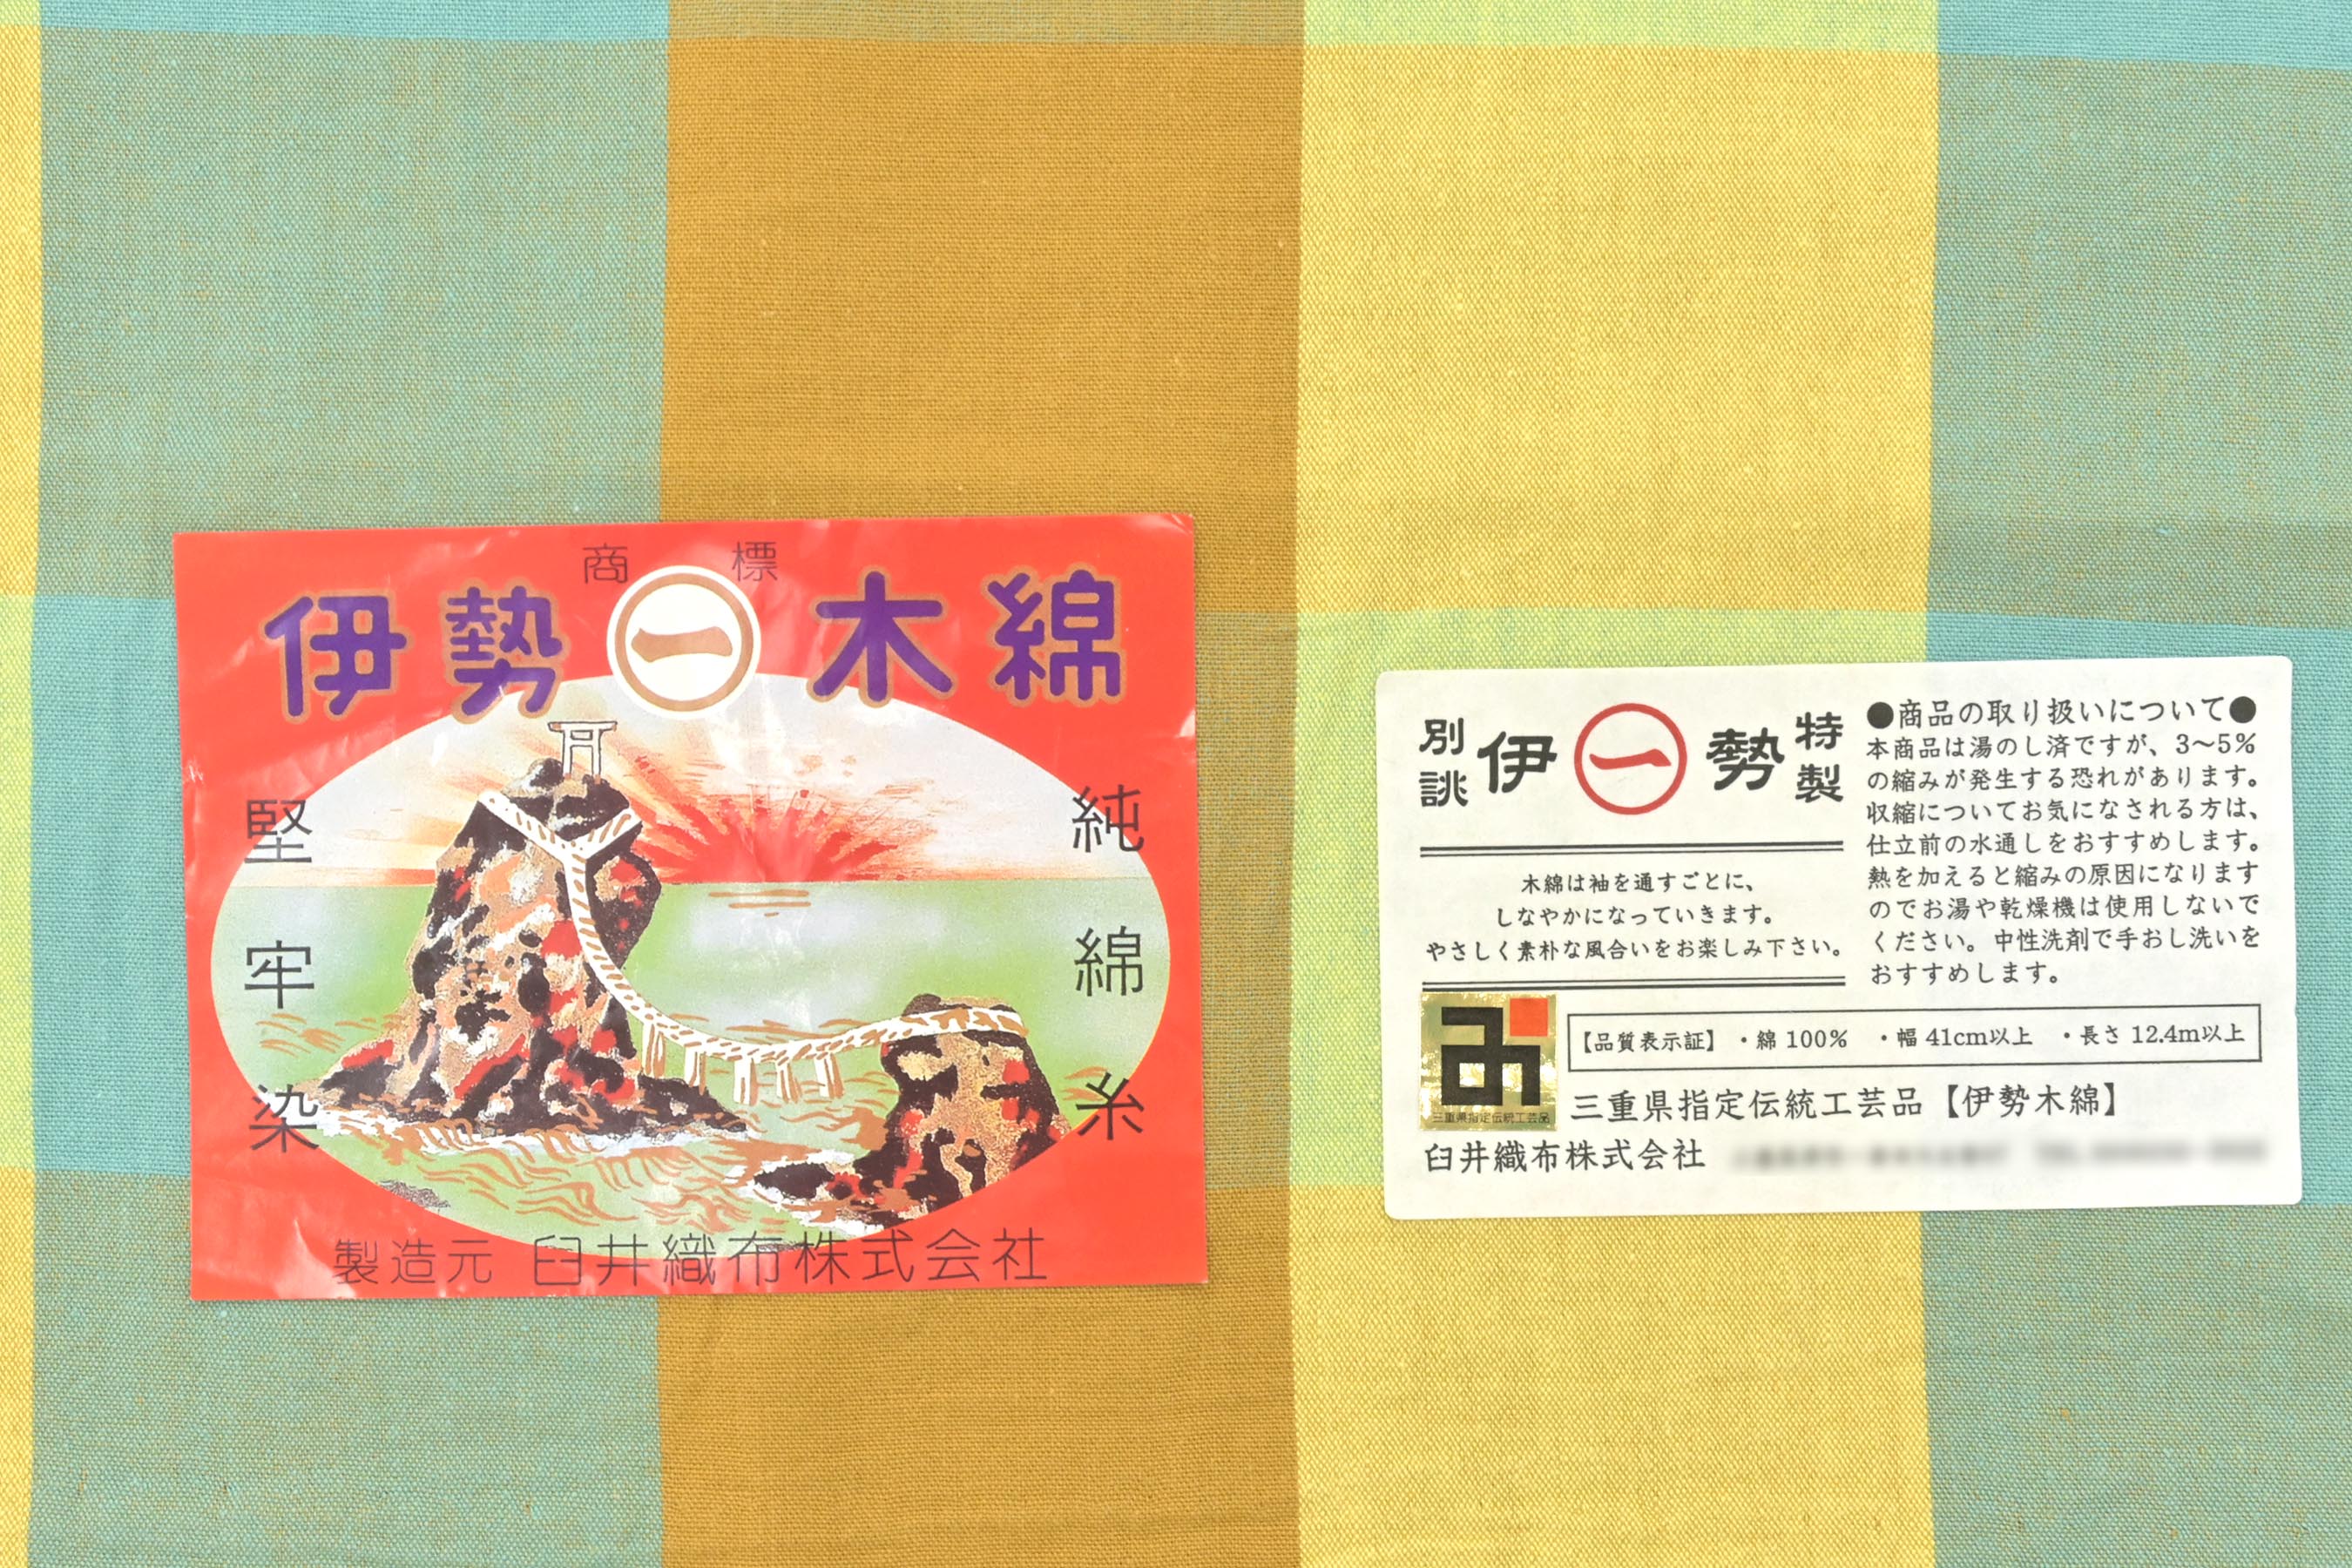 商標
伊勢 一 木綿
純綿糸
堅牢染
製造元 臼井織布株式会社
別誂 伊 一 勢 特製
木綿は袖を通すごとに、
しなやかになっていきます。
やさしく素朴な風合いをお楽しみ下さい。
●商品の取り扱いについて●
本商品は湯のし済ですが、3〜5%
の縮みが発生する恐れがあります。
収縮についてお気になされる方は、
仕立前の水通しをおすすめします。
熱を加えると縮みの原因になります
のでお湯や乾燥機は使用しないで
ください。中性洗剤で手おし洗いを
おすすめします。
三重県指定伝統工芸品
【品質表示証】 ・綿 100% ・幅 41cm以上 ・長さ 12.4m以上
三重県指定伝統工芸品【伊勢木綿】
臼井織布株式会社